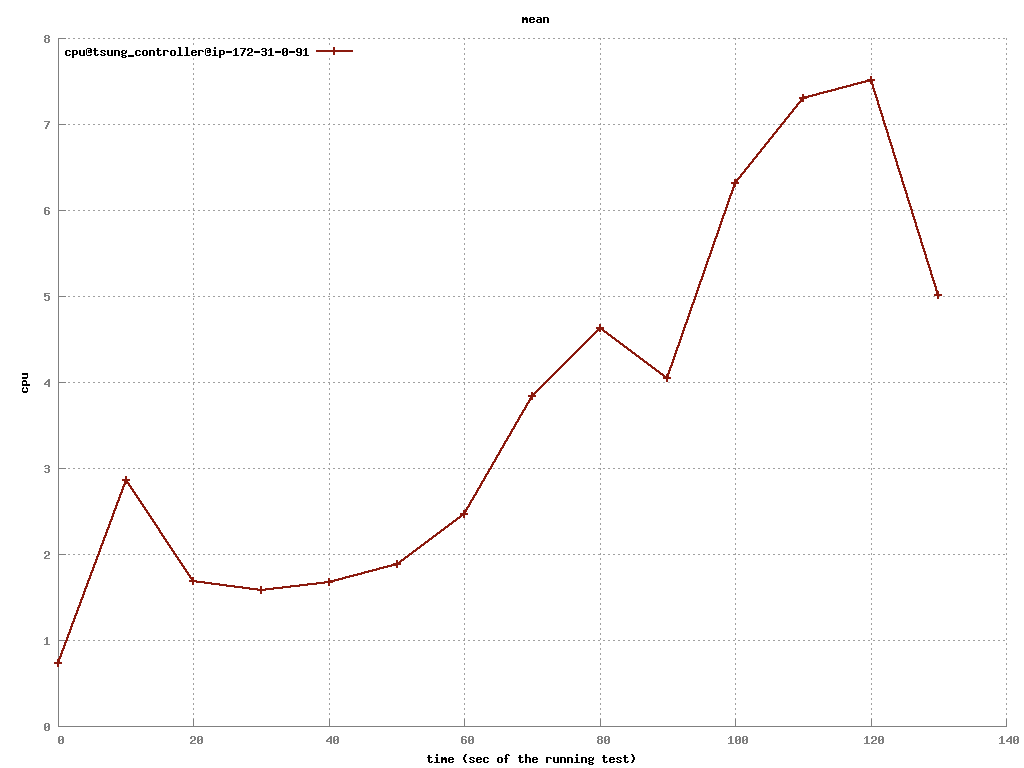 mean
8
cpu@tsung_controller@ip-172-31-0-91
7
6
5
4
cpu
3
2
1
0
0 20 40 60 80 100 120 140
time (sec of the running test)